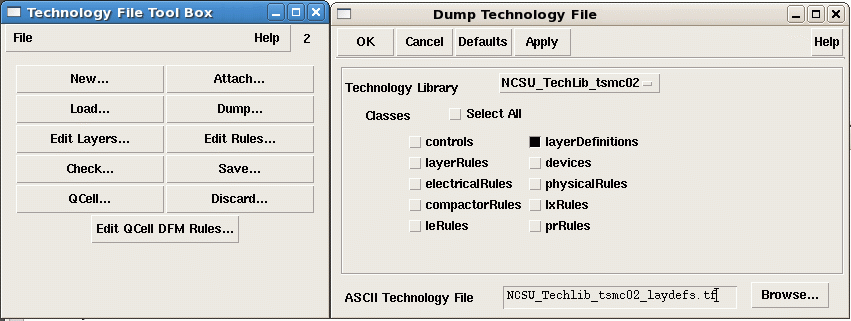 Technology File Tool Box
File Help 2
New... Attach...
Load... Dump...
Edit Layers... Edit Rules...
Check... Save...
QCell... Discard...
Edit QCell DFM Rules...
Dump Technology File
OK Cancel Defaults Apply Help
Technology Library NCSU_TechLib_tsmc02
Classes Select All
controls layerDefinitions
layerRules devices
electricalRules physicalRules
compactorRules lxRules
leRules prRules
ASCII Technology File NCSU_Techlib_tsmc02_laydefs.tf Browse...